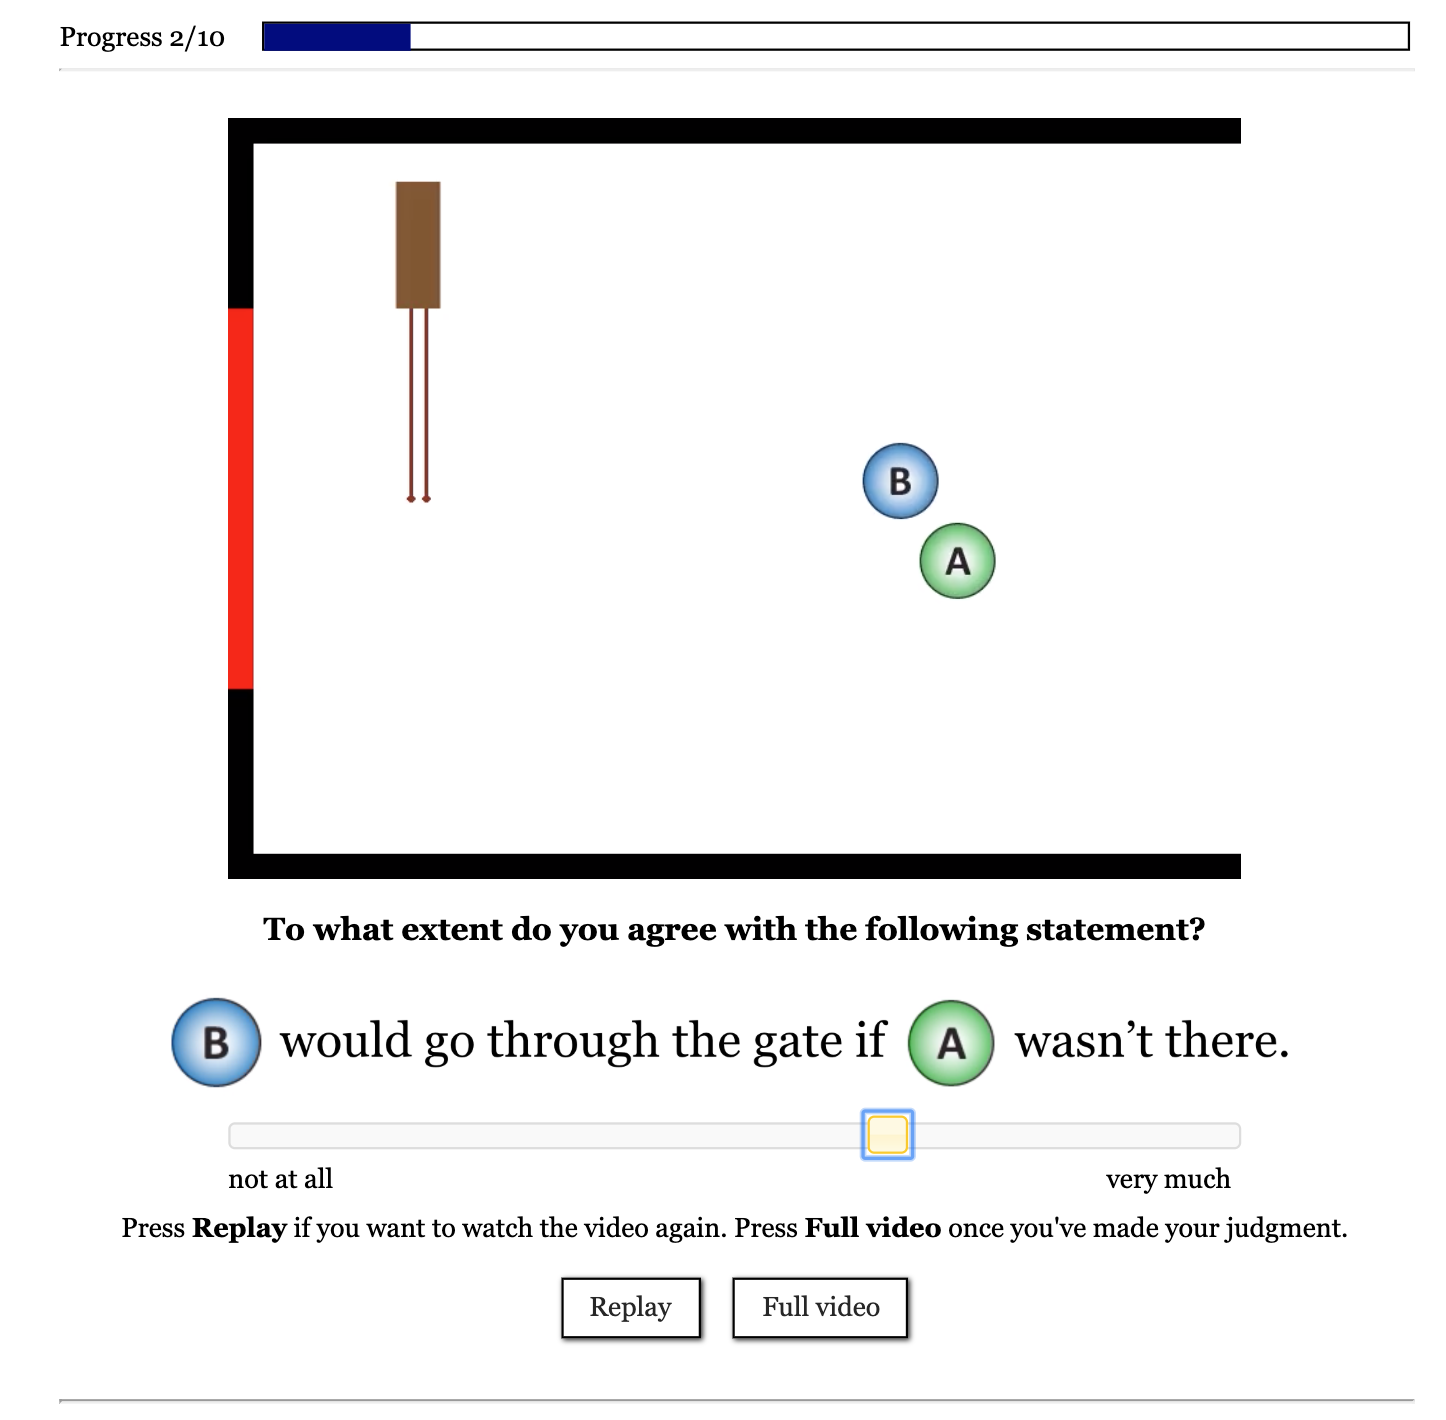 Progress 2/10
B
A
To what extent do you agree with the following statement?
B would go through the gate if A wasn’t there.
not at all very much
Press Replay if you want to watch the video again. Press Full video once you've made your judgment.
Replay Full video